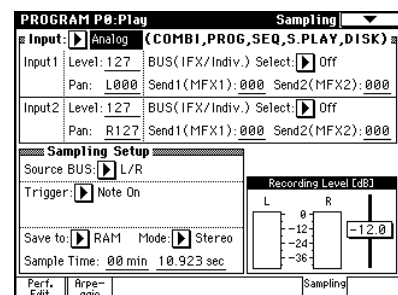 PROGRAM P0:Play Sampling
Input: Analog (COMBI,PROG,SEQ,S.PLAY,DISK)
Input1 Level: 127 BUS(IFX/Indiv.) Select: Off
Pan: L000 Send1(MFX1): 000 Send2(MFX2): 000
Input2 Level: 127 BUS(IFX/Indiv.) Select: Off
Pan: R127 Send1(MFX1): 000 Send2(MFX2): 000
Sampling Setup
Source BUS: L/R
Trigger: Note On
Save to: RAM Mode: Stereo
Sample Time: 00 min 10.923 sec
Recording Level [dB]
L R
0
-12
-24
-36
-12.0
Perf. Edit
Arpe- ggio
Sampling